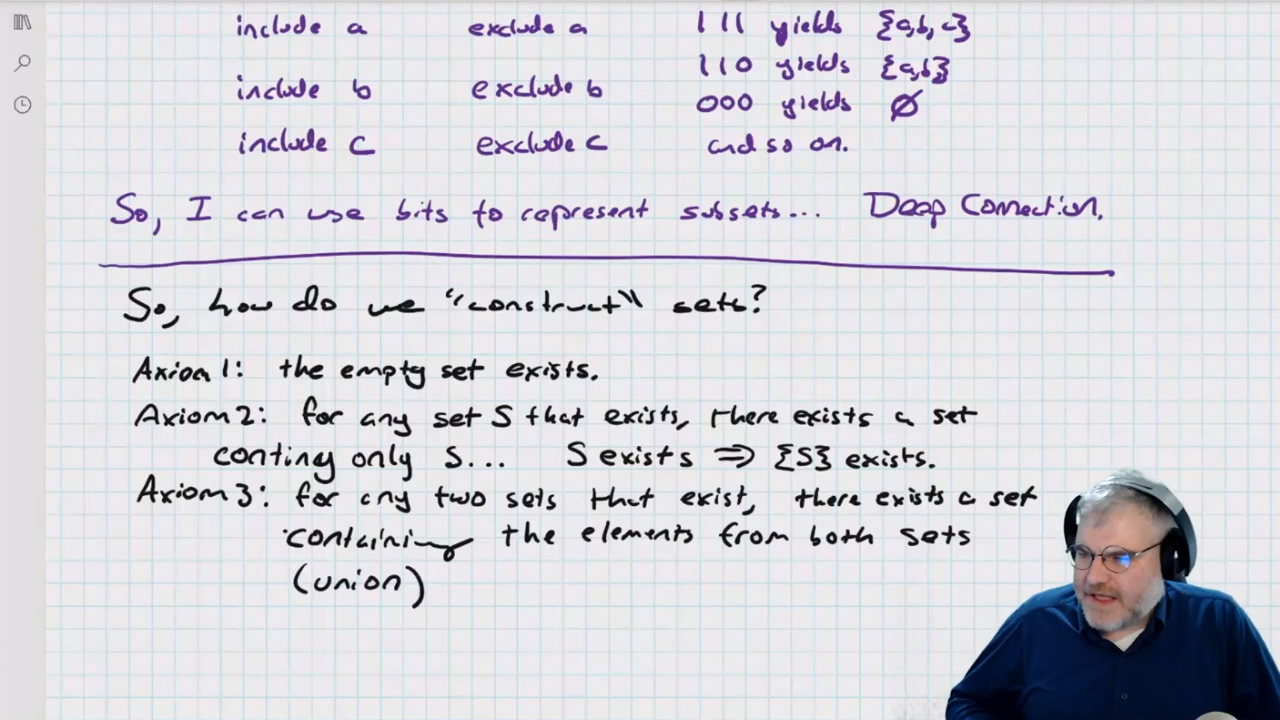 include a exclude a 111 yields {a,b,c}
110 yields {a,b}
include b exclude b
000 yields ∅
include c exclude c and so on.
So, I can use bits to represent subsets... Deep Connection.
So, how do we "construct" sets?
Axiom 1: the empty set exists.
Axiom 2: for any set S that exists, there exists a set
containg only S... S exists ⇒ {S} exists.
Axiom 3: for any two sets that exist, there exists a set
containing the elements from both sets
(union)